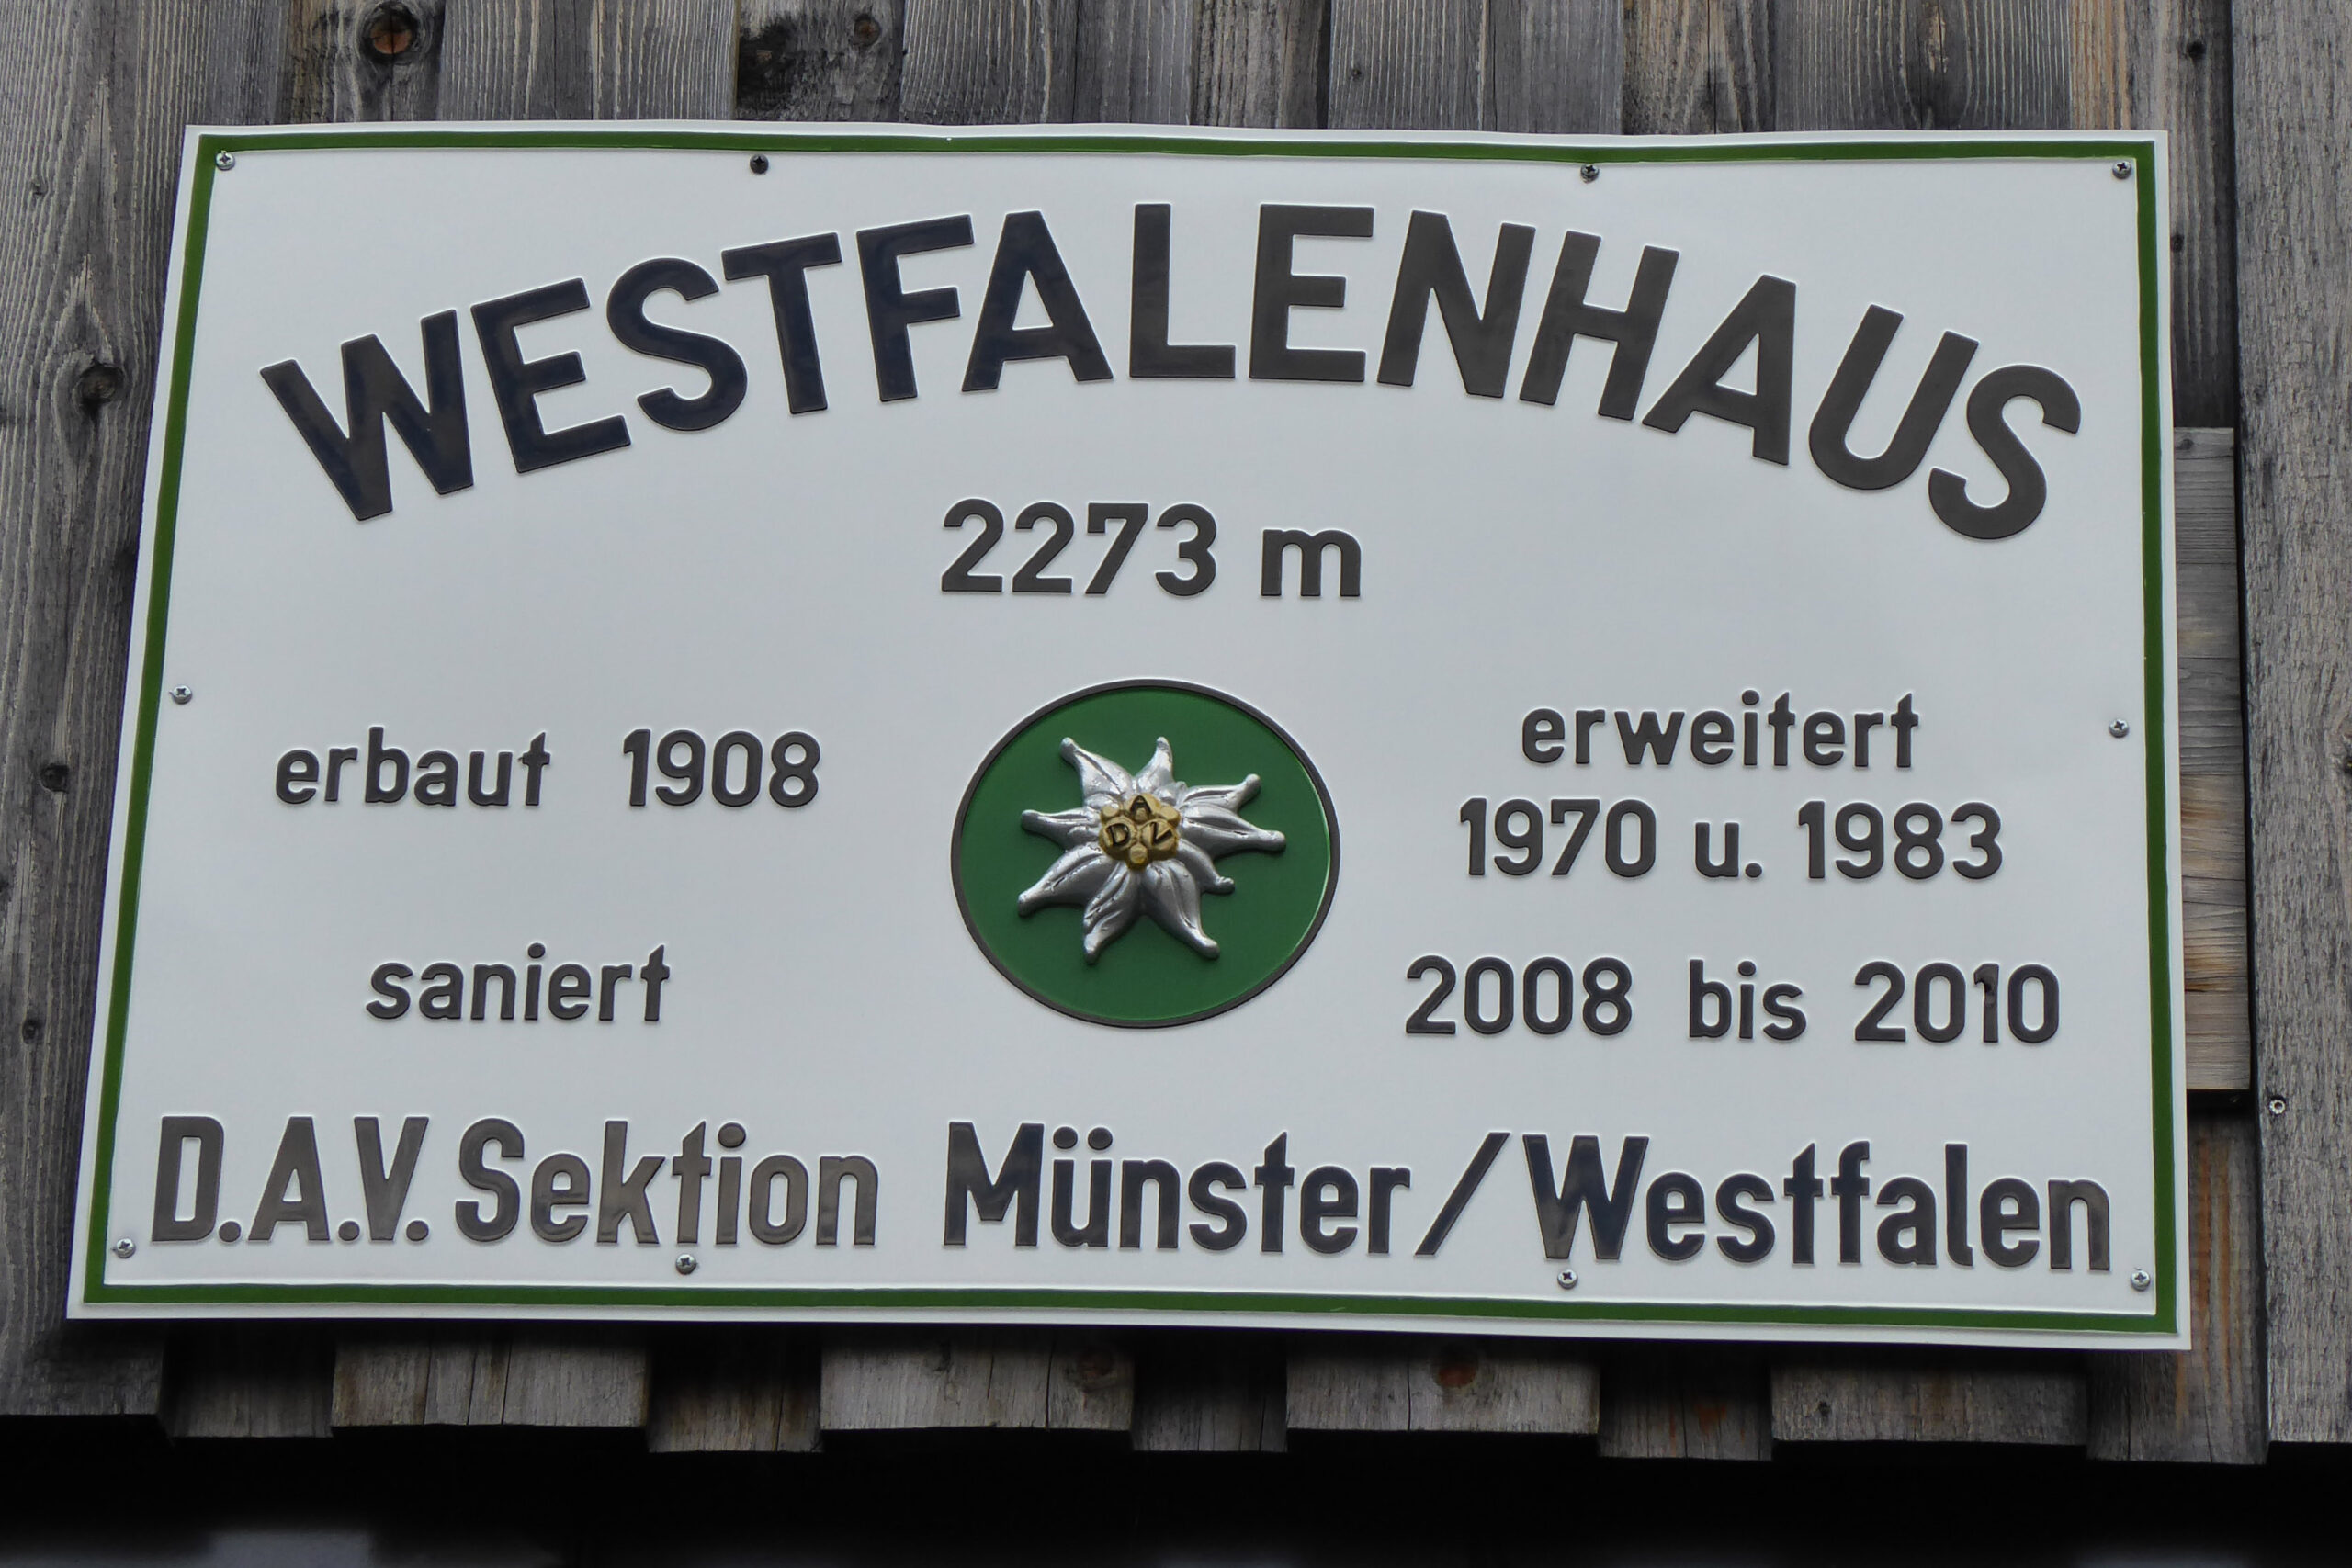 WESTFALENHAUS
2273 m
erbaut 1908
erweitert
1970 u. 1983
A
D V
saniert
2008 bis 2010
D.A.V. Sektion Münster/Westfalen